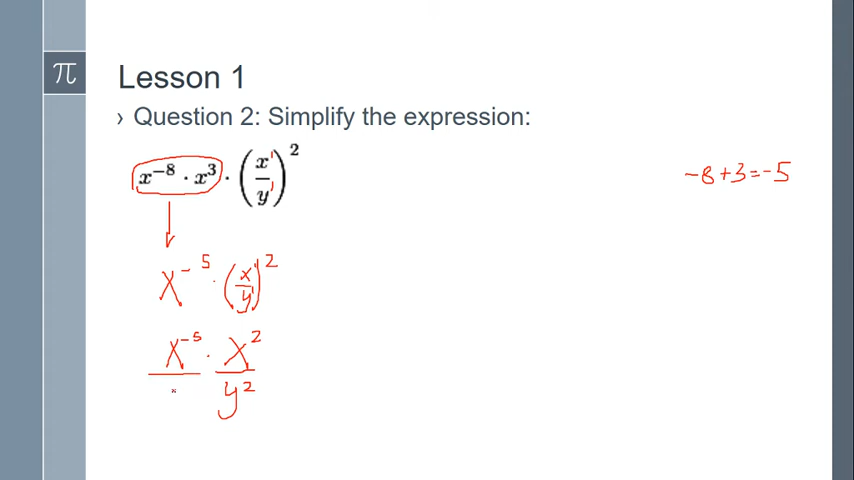 π
Lesson 1
› Question 2: Simplify the expression:
x⁻⁸ · x³ · (x¹/y¹)²
-8+3=-5
x⁻⁵ · (x¹/y¹)²
x⁻⁵/ · x²/y²